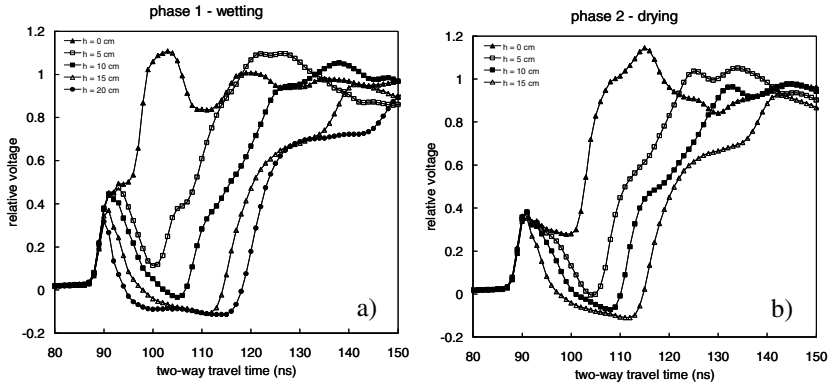 phase 1 - wetting
1.2
1
0.8
0.6
0.4
0.2
0
-0.2
relative voltage
h = 0 cm
h = 5 cm
h = 10 cm
h = 15 cm
h = 20 cm
a)
80 90 100 110 120 130 140 150
two-way travel time (ns)
phase 2 - drying
1.2
1
0.8
0.6
0.4
0.2
0
-0.2
relative voltage
h = 0 cm
h = 5 cm
h = 10 cm
h = 15 cm
b)
80 90 100 110 120 130 140 150
two-way travel time (ns)